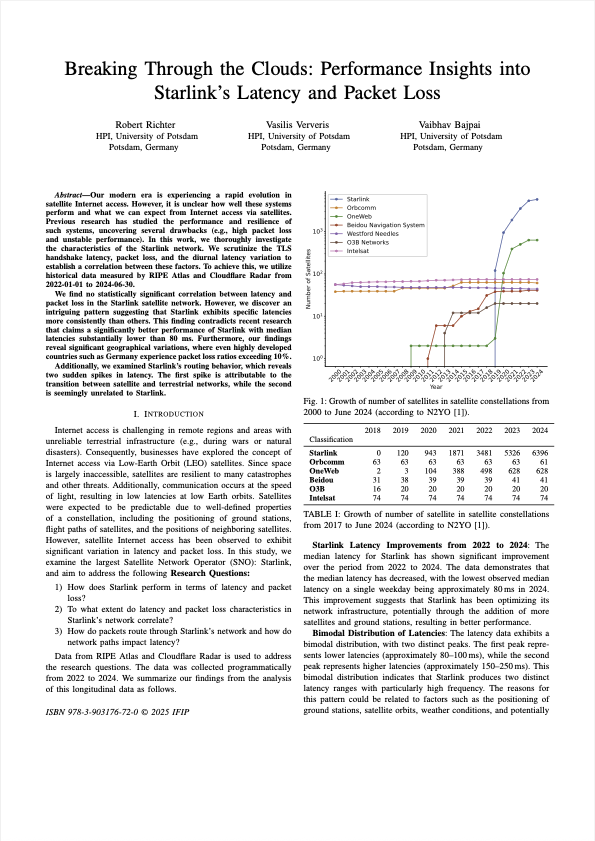 Breaking Through the Clouds: Performance Insights into
Starlink's Latency and Packet Loss
Robert Richter
HPI, University of Potsdam
Potsdam, Germany
Vasilis Ververis
HPI, University of Potsdam
Potsdam, Germany
Vaibhav Bajpai
HPI, University of Potsdam
Potsdam, Germany
Abstract—Our modern era is experiencing a rapid evolution in
satellite Internet access. However, it is unclear how well these systems
perform and what we can expect from Internet access via satellites.
Previous research has studied the performance and resilience of
such systems, uncovering several drawbacks (e.g., high packet loss
and unstable performance). In this work, we thoroughly investigate
the characteristics of the Starlink network. We scrutinize the TLS
handshake latency, packet loss, and the diurnal latency variation to
establish a correlation between these factors. To achieve this, we utilize
historical data measured by RIPE Atlas and Cloudflare Radar from
2022-01-01 to 2024-06-30.
We find no statistically significant correlation between latency and
packet loss in the Starlink satellite network. However, we discover an
intriguing pattern suggesting that Starlink exhibits specific latencies
more consistently than others. This finding contradicts recent research
that claims a significantly better performance of Starlink with median
latencies substantially lower than 80 ms. Furthermore, our findings
reveal significant geographical variations, where even highly developed
countries such as Germany experience packet loss ratios exceeding 10%.
Additionally, we examined Starlink's routing behavior, which reveals
two sudden spikes in latency. The first spike is attributable to the
transition between satellite and terrestrial networks, while the second
is seemingly unrelated to Starlink.
I. INTRODUCTION
Internet access is challenging in remote regions and areas with
unreliable terrestrial infrastructure (e.g., during wars or natural
disasters). Consequently, businesses have explored the concept of
Internet access via Low-Earth Orbit (LEO) satellites. Since space
is largely inaccessible, satellites are resilient to many catastrophes
and other threats. Additionally, communication occurs at the speed
of light, resulting in low latencies at low Earth orbits. Satellites
were expected to be predictable due to well-defined properties
of a constellation, including the positioning of ground stations,
flight paths of satellites, and the positions of neighboring satellites.
However, satellite Internet access has been observed to exhibit
significant variation in latency and packet loss. In this study, we
examine the largest Satellite Network Operator (SNO): Starlink,
and aim to address the following Research Questions:
1) How does Starlink perform in terms of latency and packet
loss?
2) To what extent do latency and packet loss characteristics in
Starlink's network correlate?
3) How do packets route through Starlink's network and how do
network paths impact latency?
Data from RIPE Atlas and Cloudflare Radar is used to address
the research questions. The data was collected programmatically
from 2022 to 2024. We summarize our findings from the analysis
of this longitudinal data as follows.
ISBN 978-3-903176-72-0 © 2025 IFIP
Starlink
Orbcomm
OneWeb
Beidou Navigation System
Westford Needles
O3B Networks
Intelsat
Number of Satellites
10³
10²
10¹
10⁰
2000 2001 2002 2003 2004 2005 2006 2007 2008 2009 2010 2011 2012 2013 2014 2015 2016 2017 2018 2019 2020 2021 2022 2023 2024
Year
Fig. 1: Growth of number of satellites in satellite constellations from
2000 to June 2024 (according to N2YO [1]).
2018 2019 2020 2021 2022 2023 2024
Classification
Starlink 0 120 943 1871 3481 5326 6396
Orbcomm 63 63 63 63 63 63 61
OneWeb 2 3 104 388 498 628 628
Beidou 31 38 39 39 39 41 41
O3B 16 20 20 20 20 20 20
Intelsat 74 74 74 74 74 74 74
TABLE I: Growth of number of satellite in satellite constellations
from 2017 to June 2024 (according to N2YO [1]).
Starlink Latency Improvements from 2022 to 2024: The
median latency for Starlink has shown significant improvement
over the period from 2022 to 2024. The data demonstrates that
the median latency has decreased, with the lowest observed median
latency on a single weekday being approximately 80 ms in 2024.
This improvement suggests that Starlink has been optimizing its
network infrastructure, potentially through the addition of more
satellites and ground stations, resulting in better performance.
Bimodal Distribution of Latencies: The latency data exhibits a
bimodal distribution, with two distinct peaks. The first peak repre-
sents lower latencies (approximately 80–100 ms), while the second
peak represents higher latencies (approximately 150–250 ms). This
bimodal distribution indicates that Starlink produces two distinct
latency ranges with particularly high frequency. The reasons for
this pattern could be related to factors such as the positioning of
ground stations, satellite orbits, weather conditions, and potentially